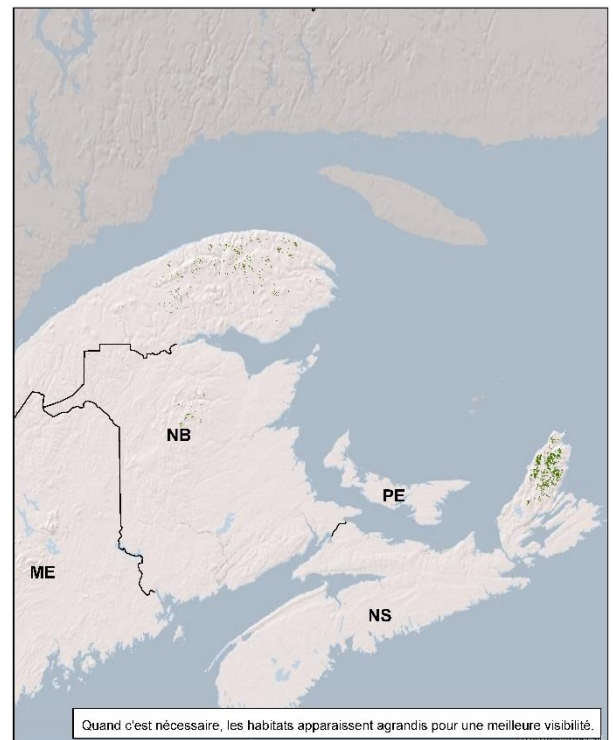 NB
PE
ME
NS
Quand c'est nécessaire, les habitats apparaissent agrandis pour une meilleure visibilité.